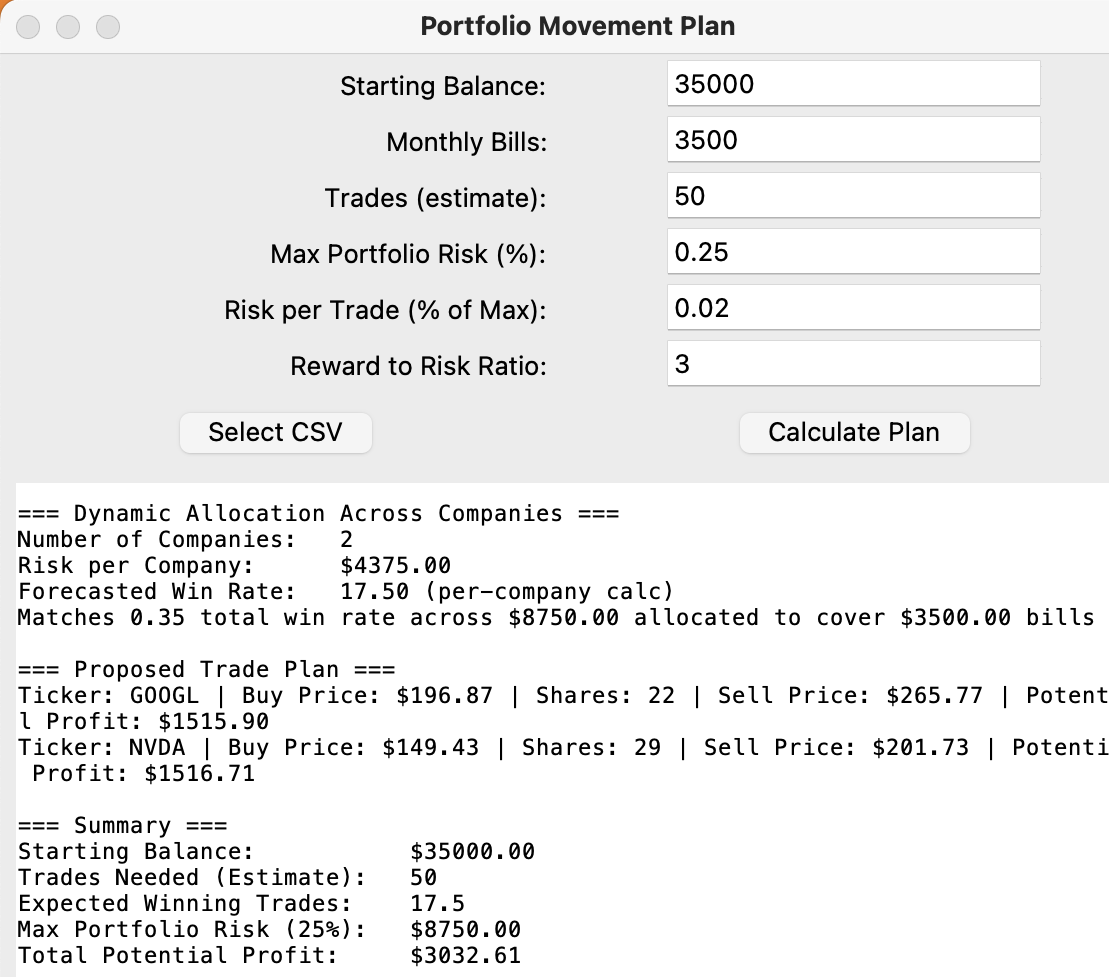 Portfolio Movement Plan
Starting Balance: 35000
Monthly Bills: 3500
Trades (estimate): 50
Max Portfolio Risk (%): 0.25
Risk per Trade (% of Max): 0.02
Reward to Risk Ratio: 3
Select CSV Calculate Plan
=== Dynamic Allocation Across Companies ===
Number of Companies: 2
Risk per Company: $4375.00
Forecasted Win Rate: 17.50 (per-company calc)
Matches 0.35 total win rate across $8750.00 allocated to cover $3500.00 bills
=== Proposed Trade Plan ===
Ticker: GOOGL | Buy Price: $196.87 | Shares: 22 | Sell Price: $265.77 | Potent
l Profit: $1515.90
Ticker: NVDA | Buy Price: $149.43 | Shares: 29 | Sell Price: $201.73 | Potenti
Profit: $1516.71
=== Summary ===
Starting Balance: $35000.00
Trades Needed (Estimate): 50
Expected Winning Trades: 17.5
Max Portfolio Risk (25%): $8750.00
Total Potential Profit: $3032.61